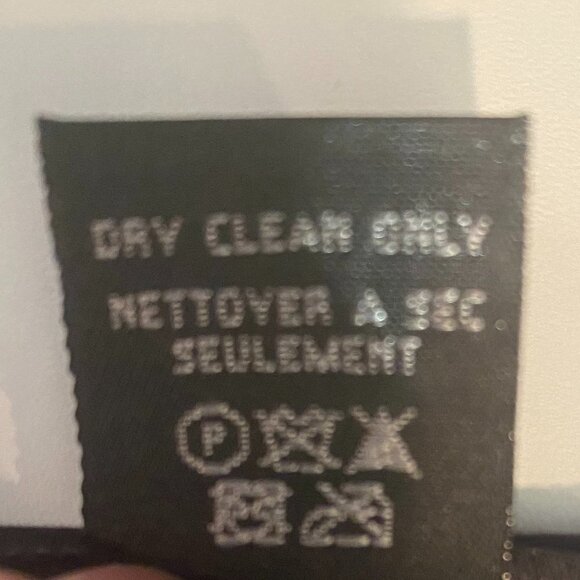 DRY CLEAN ONLY
NETTOYER A SEC
SEULEMENT
P